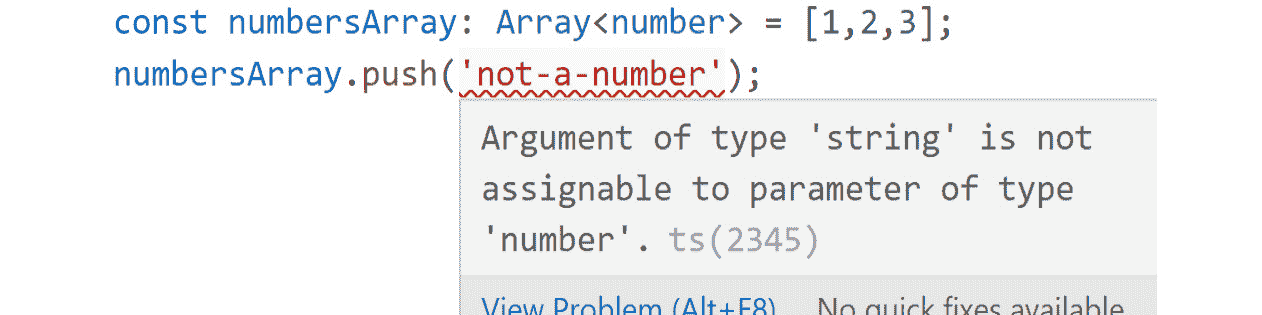 const numbersArray: Array<number> = [1,2,3];
numbersArray.push('not-a-number');
Argument of type 'string' is not
assignable to parameter of type
'number'. ts(2345)
View Problem (Alt+F8) No quick fixes available